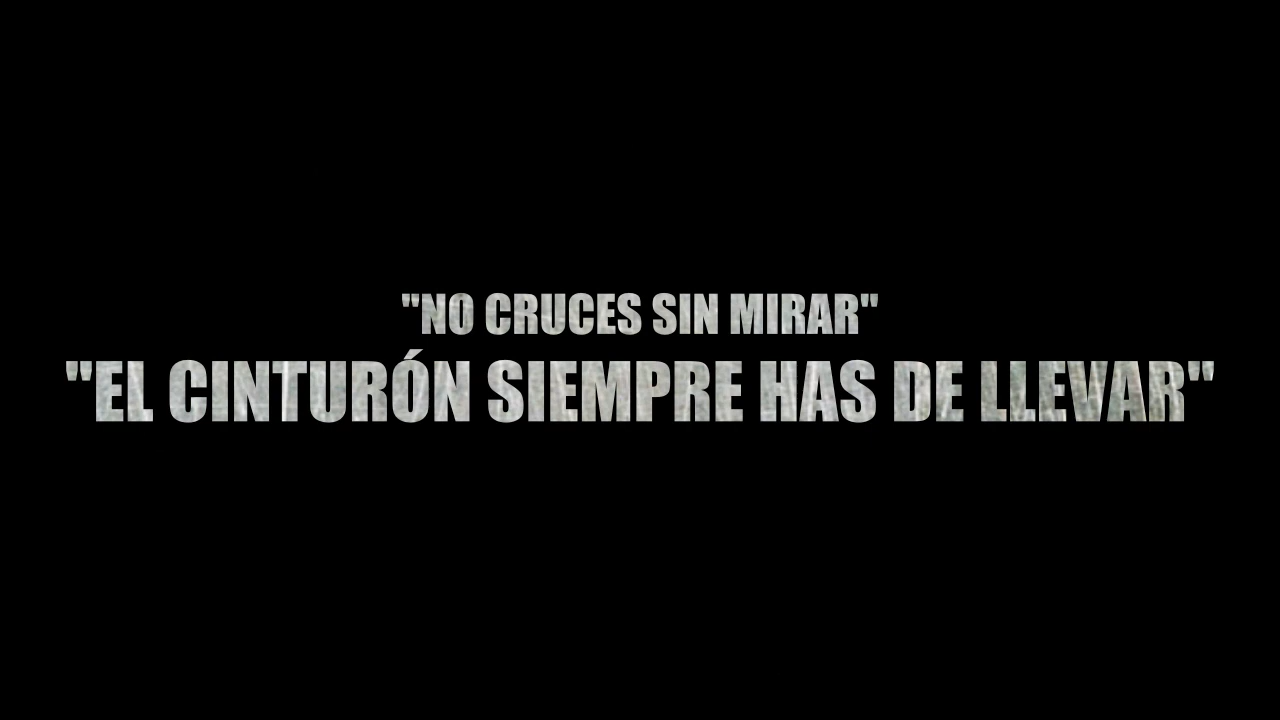 "NO CRUCES SIN MIRAR"
"EL CINTURÓN SIEMPRE HAS DE LLEVAR"